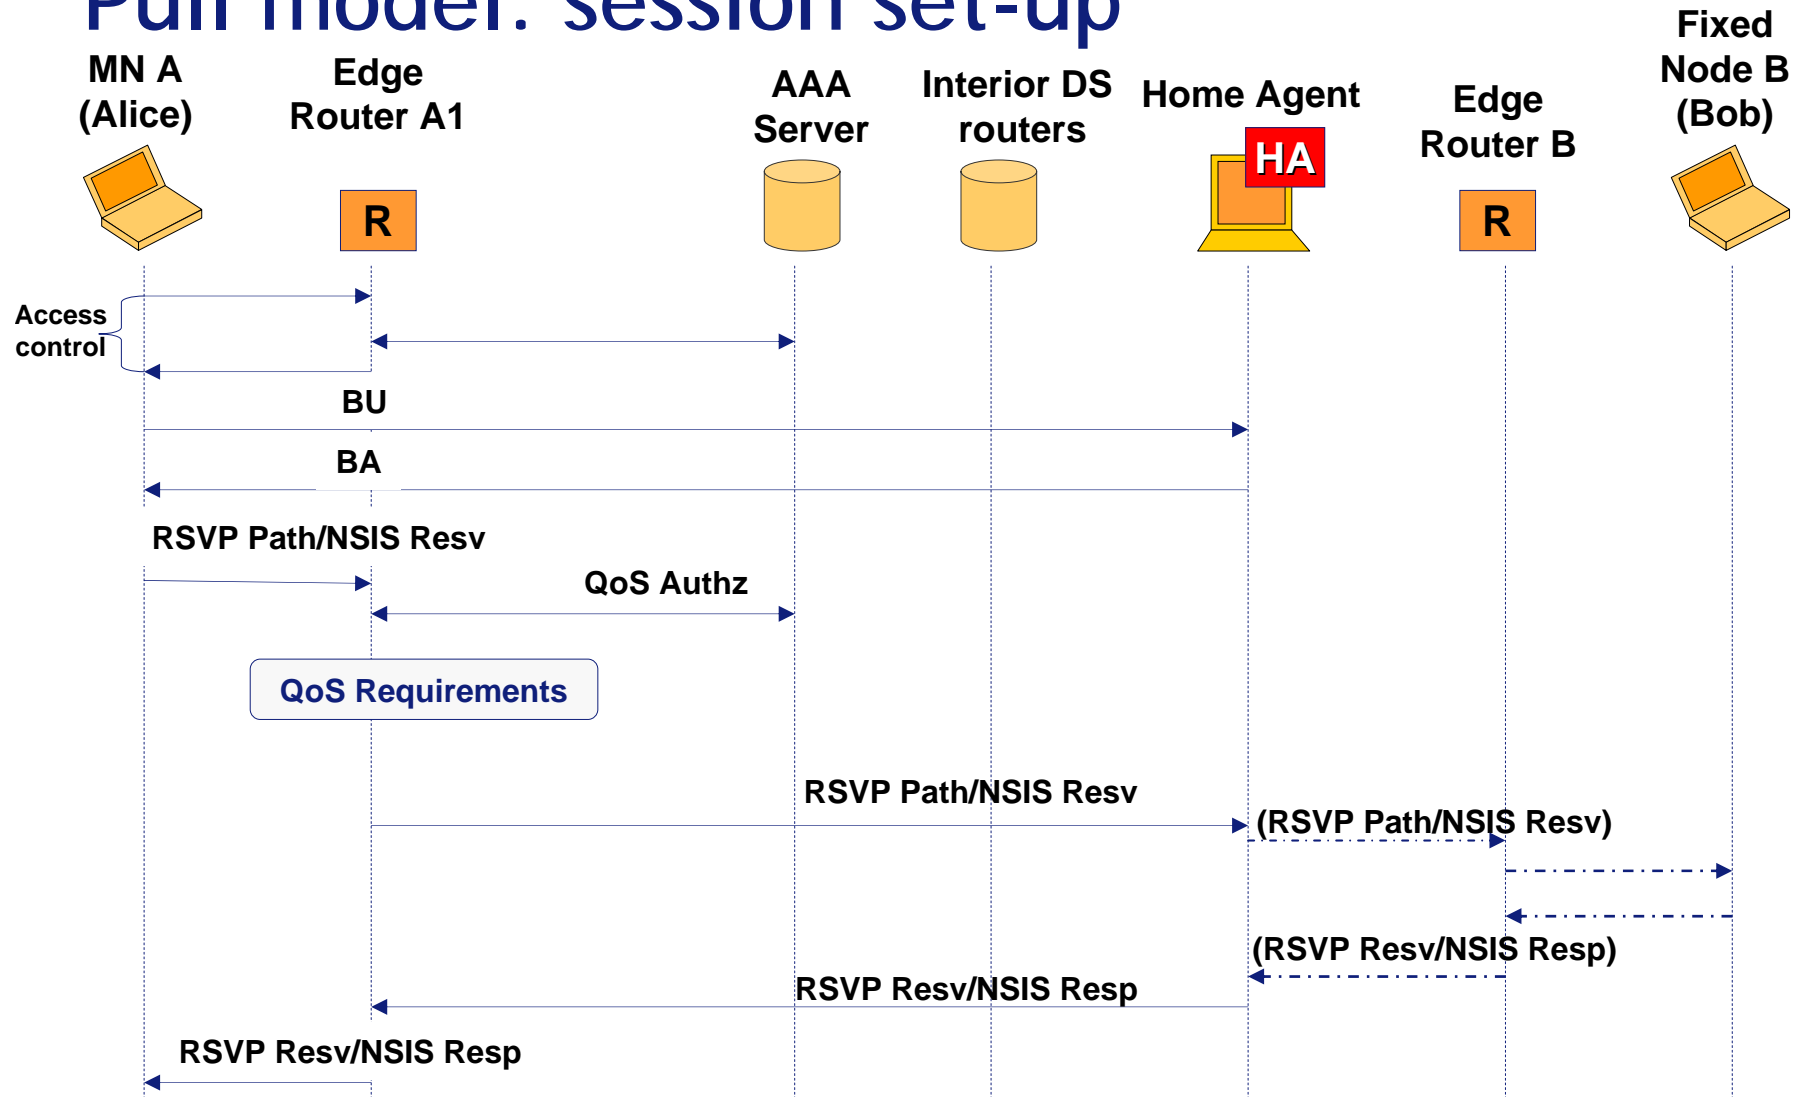 Pull model: session set-up
MN A
(Alice)
Edge
Router A1
AAA
Server
Interior DS
routers
Home Agent
HA
Edge
Router B
Fixed
Node B
(Bob)
R
R
Access
control
BU
BA
RSVP Path/NSIS Resv
QoS Authz
QoS Requirements
RSVP Path/NSIS Resv
(RSVP Path/NSIS Resv)
(RSVP Resv/NSIS Resp)
RSVP Resv/NSIS Resp
RSVP Resv/NSIS Resp